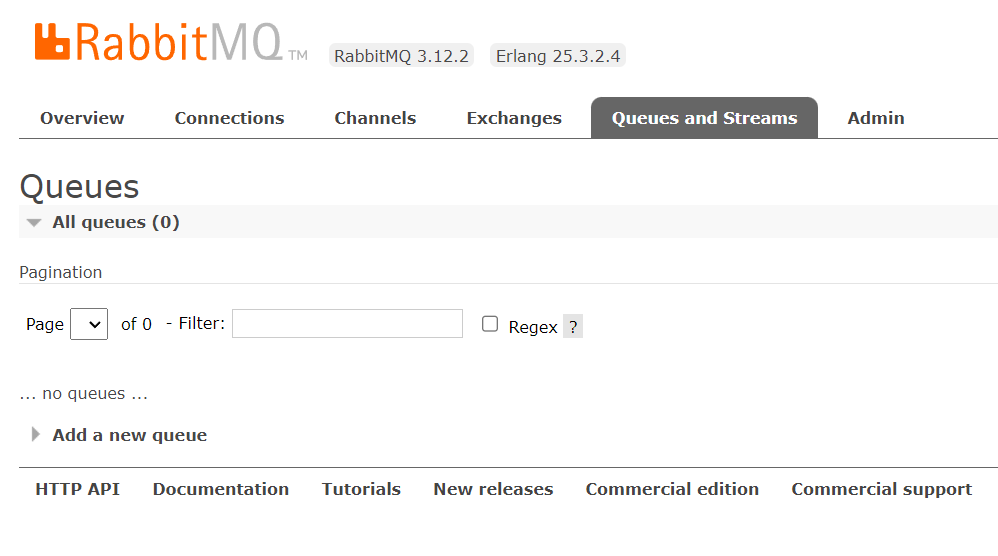 RabbitMQ TM RabbitMQ 3.12.2 Erlang 25.3.2.4
Overview Connections Channels Exchanges Queues and Streams Admin
Queues
All queues (0)
Pagination
Page of 0 - Filter: Regex ?
... no queues ...
Add a new queue
HTTP API Documentation Tutorials New releases Commercial edition Commercial support